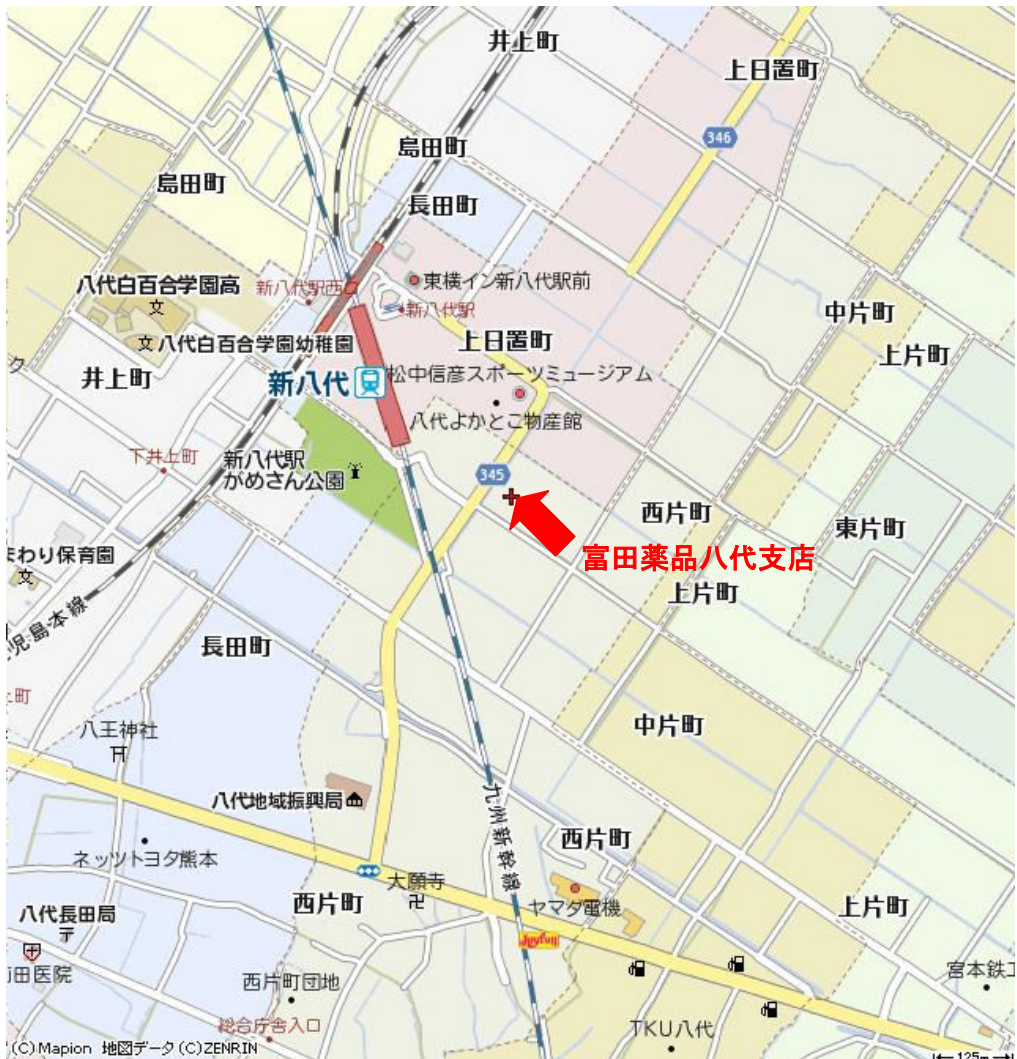 井上町
上日置町
346
島田町
島田町
長田町
八代白百合学園高
新八代駅西口
東横イン新八代駅前
新八代駅
中片町
文
文八代白百合学園幼稚園
上日置町
上片町
井上町
新八代
松中信彦スポーツミュージアム
八代よかとこ物産館
下井上町
新八代駅
がめさん公園
345
西片町
東片町
まわり保育園
文
富田薬品八代支店
上片町
児島本線
長田町
上町
中片町
八王神社
八代地域振興局
九州新幹線
西片町
ネッツトヨタ熊本
大願寺
卍
西片町
ヤマダ電機
上片町
八代長田局
〒
Joyfull
田医院
西片町団地
宮本鉄工
総合庁舎入口
TKU八代
(C)Mapion 地図データ(C)ZENRIN
125m